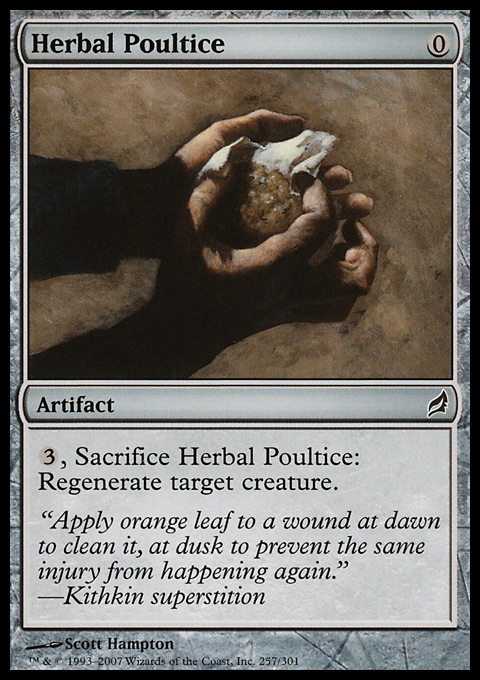 Herbal Poultice 0
Artifact
3, Sacrifice Herbal Poultice:
Regenerate target creature.
“Apply orange leaf to a wound at dawn
to clean it, at dusk to prevent the same
injury from happening again.”
—Kithkin superstition
Scott Hampton
™ & © 1993–2007 Wizards of the Coast, Inc. 257/301